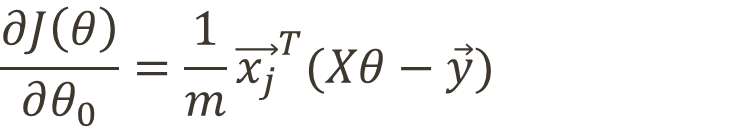 ∂J(θ)/∂θ₀ = 1/m x⃗ⱼᵀ(Xθ − y⃗)